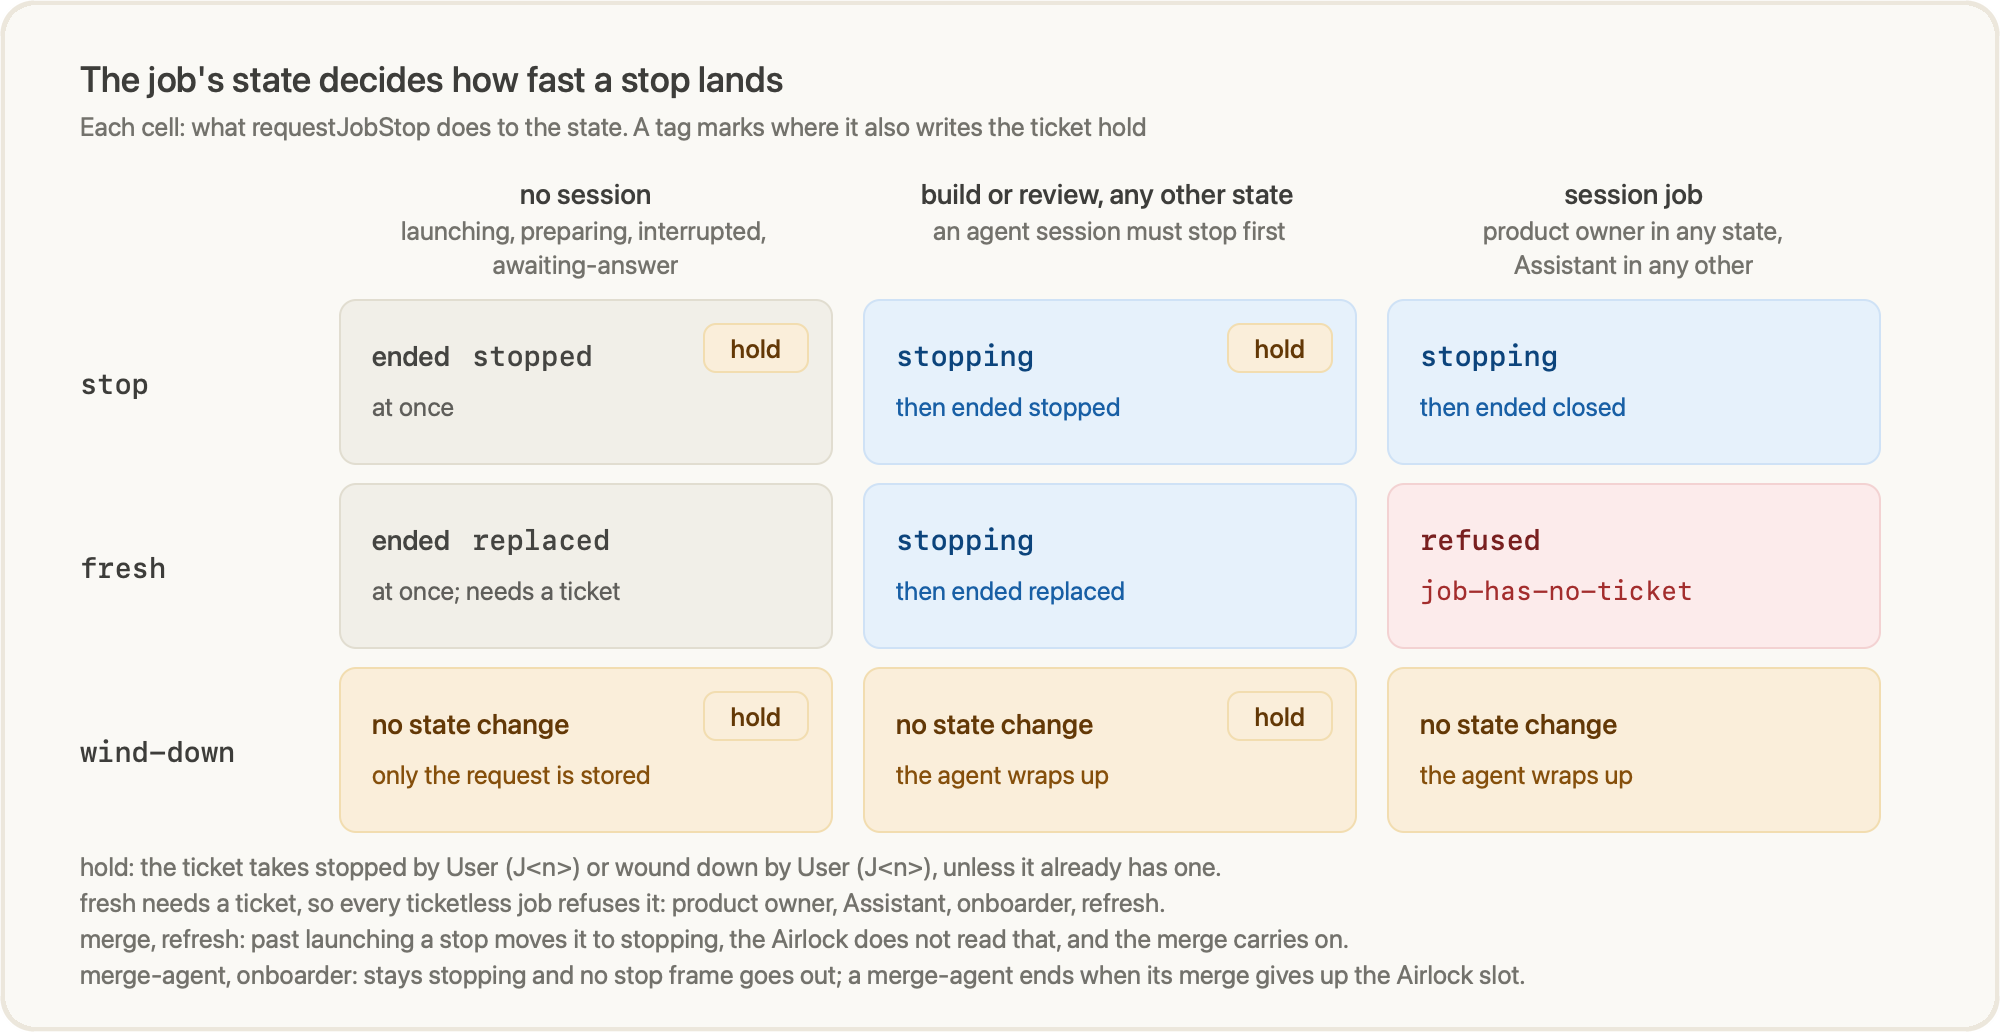 The job's state decides how fast a stop lands
Each cell: what requestJobStop does to the state. A tag marks where it also writes the ticket hold
no session
launching, preparing, interrupted,
awaiting-answer
build or review, any other state
an agent session must stop first
session job
product owner in any state,
Assistant in any other
stop
ended stopped
hold
at once
stopping
hold
then ended stopped
stopping
then ended closed
fresh
ended replaced
at once; needs a ticket
stopping
then ended replaced
refused
job-has-no-ticket
wind-down
no state change
hold
only the request is stored
no state change
hold
the agent wraps up
no state change
the agent wraps up
hold: the ticket takes stopped by User (J<n>) or wound down by User (J<n>), unless it already has one.
fresh needs a ticket, so every ticketless job refuses it: product owner, Assistant, onboarder, refresh.
merge, refresh: past launching a stop moves it to stopping, the Airlock does not read that, and the merge carries on.
merge-agent, onboarder: stays stopping and no stop frame goes out; a merge-agent ends when its merge gives up the Airlock slot.